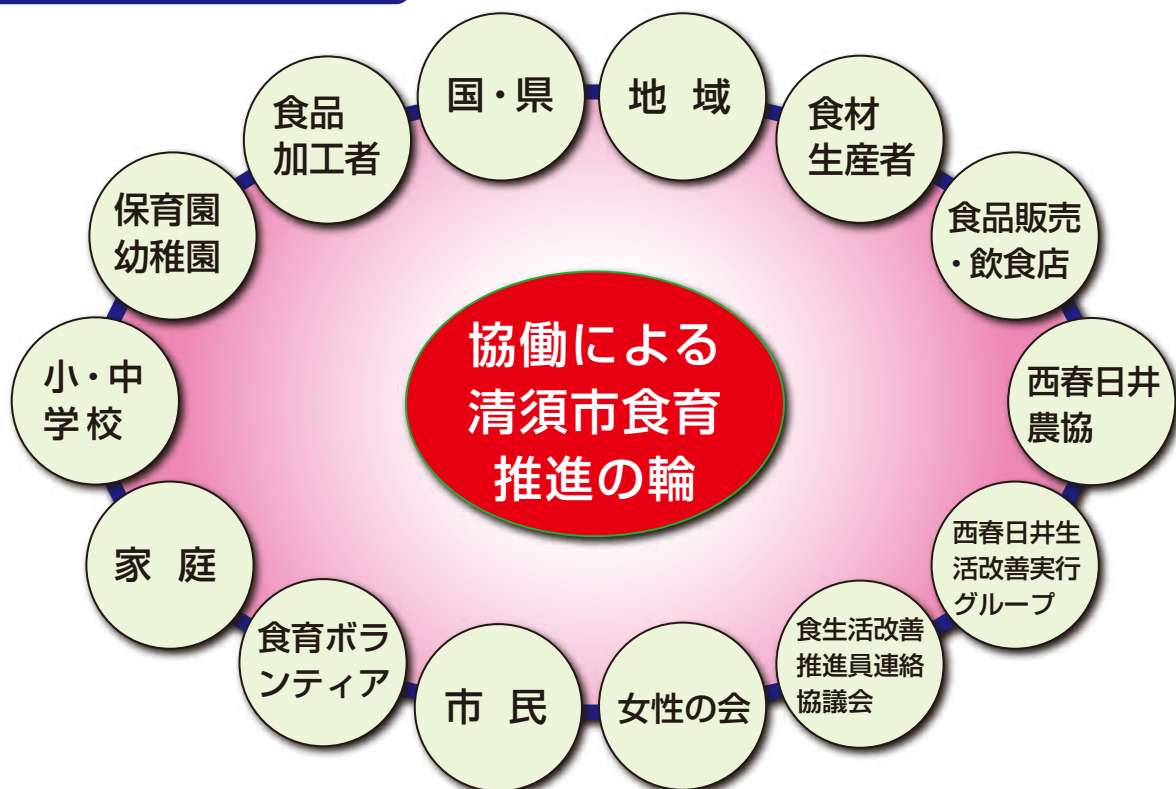 国・県
地 域
食品
加工者
食材
生産者
保育園
幼稚園
食品販売
・飲食店
協働による
清須市食育
推進の輪
小・中
学校
西春日井
農協
家 庭
西春日井生
活改善実行
グループ
食育ボラ
ンティア
食生活改善
推進員連絡
協議会
市 民
女性の会